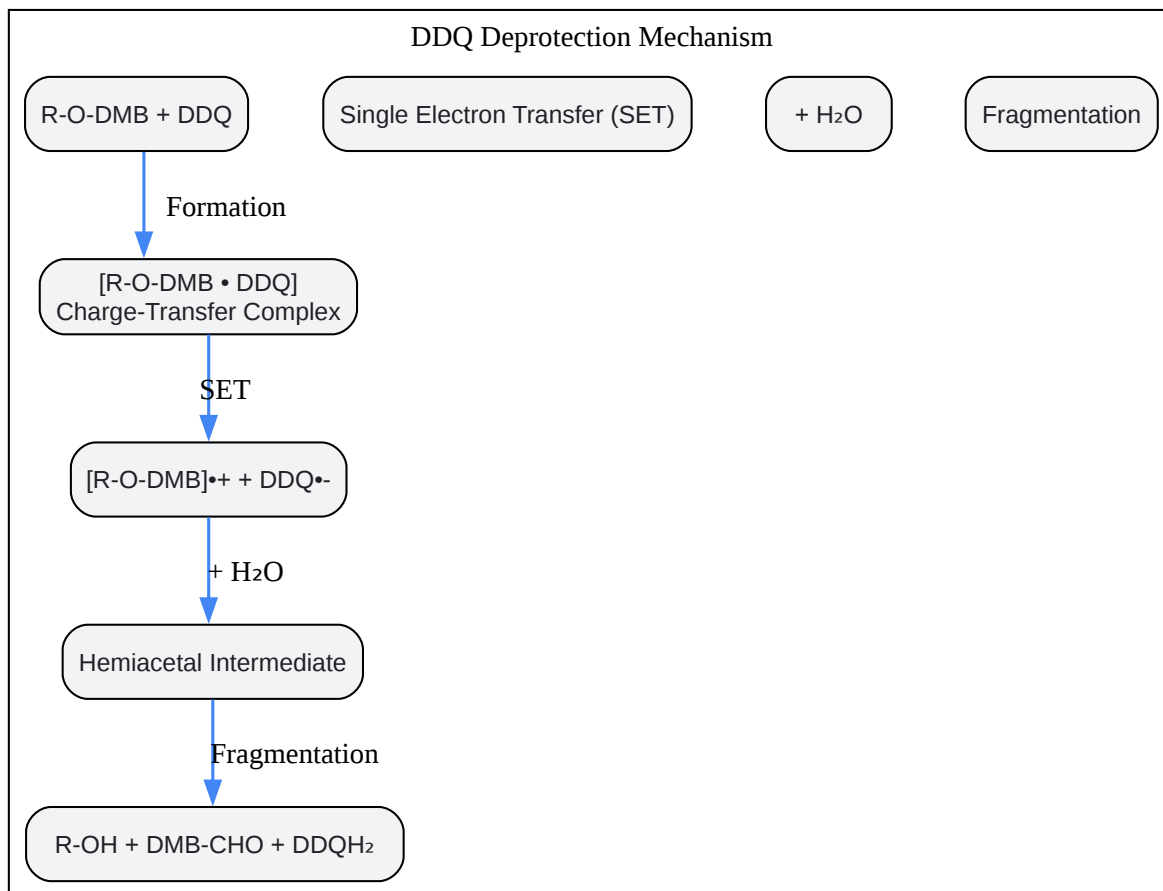 DDQ Deprotection Mechanism
R-O-DMB + DDQ
Single Electron Transfer (SET)
+ H₂O
Fragmentation
Formation
[R-O-DMB • DDQ]
Charge-Transfer Complex
SET
[R-O-DMB]•+ + DDQ•-
+ H₂O
Hemiacetal Intermediate
Fragmentation
R-OH + DMB-CHO + DDQH₂